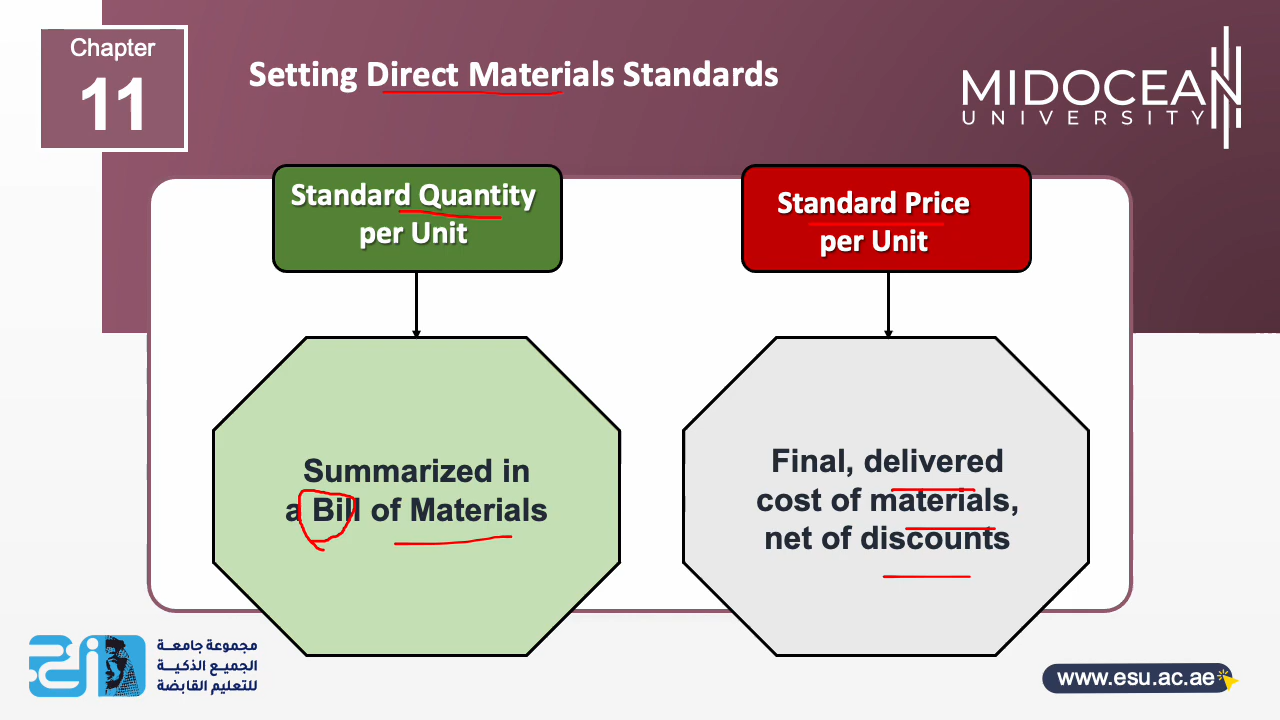 Chapter
11
Setting Direct Materials Standards
MIDOCEAN
UNIVERSITY
Standard Quantity
per Unit
Standard Price
per Unit
Summarized in
a Bill of Materials
Final, delivered
cost of materials,
net of discounts
مجموعة جامعة
الجميع الذكية
للتعليم القابضة
www.esu.ac.ae